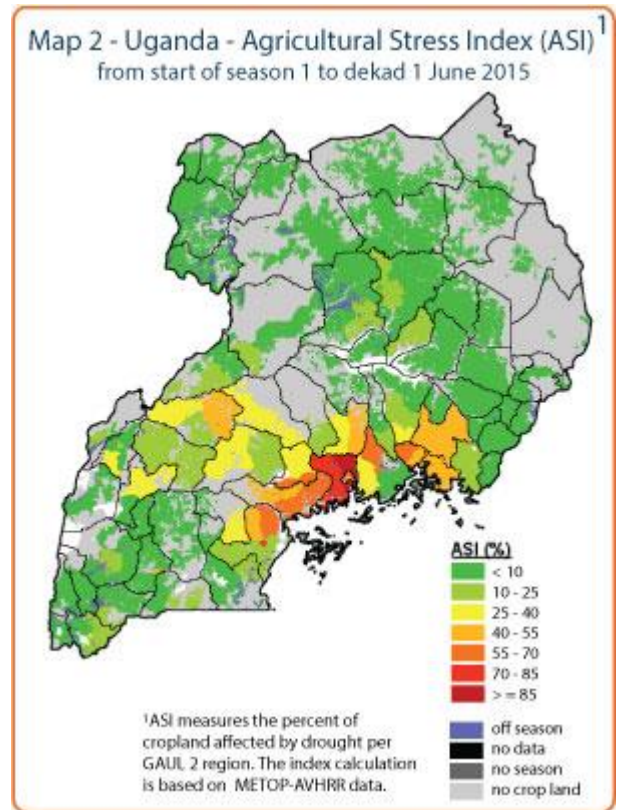 Map 2 - Uganda - Agricultural Stress Index (ASI)1
from start of season 1 to dekad 1 June 2015
ASI (%)
< 10
10 - 25
25 - 40
40 - 55
55 - 70
70 - 85
> = 85
off season
no data
no season
no crop land
1ASI measures the percent of
cropland affected by drought per
GAUL 2 region. The index calculation
is based on METOP-AVHRR data.